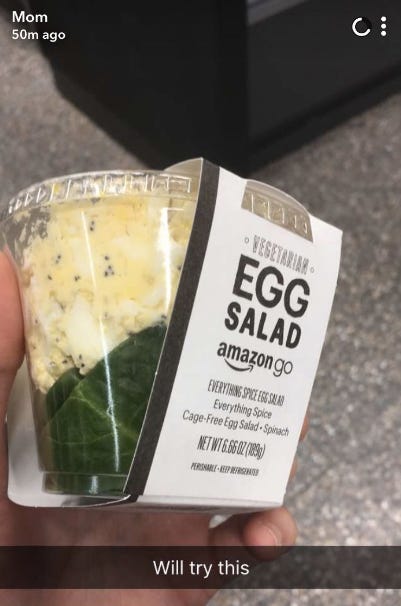 Mom
50m ago
VEGETARIAN
EGG
SALAD
amazon go
EVERYTHING SPICE EGG SALAD
Everything Spice
Cage-Free Egg Salad • Spinach
NET WT 6.66 OZ (189g)
PERISHABLE • KEEP REFRIGERATED
Will try this